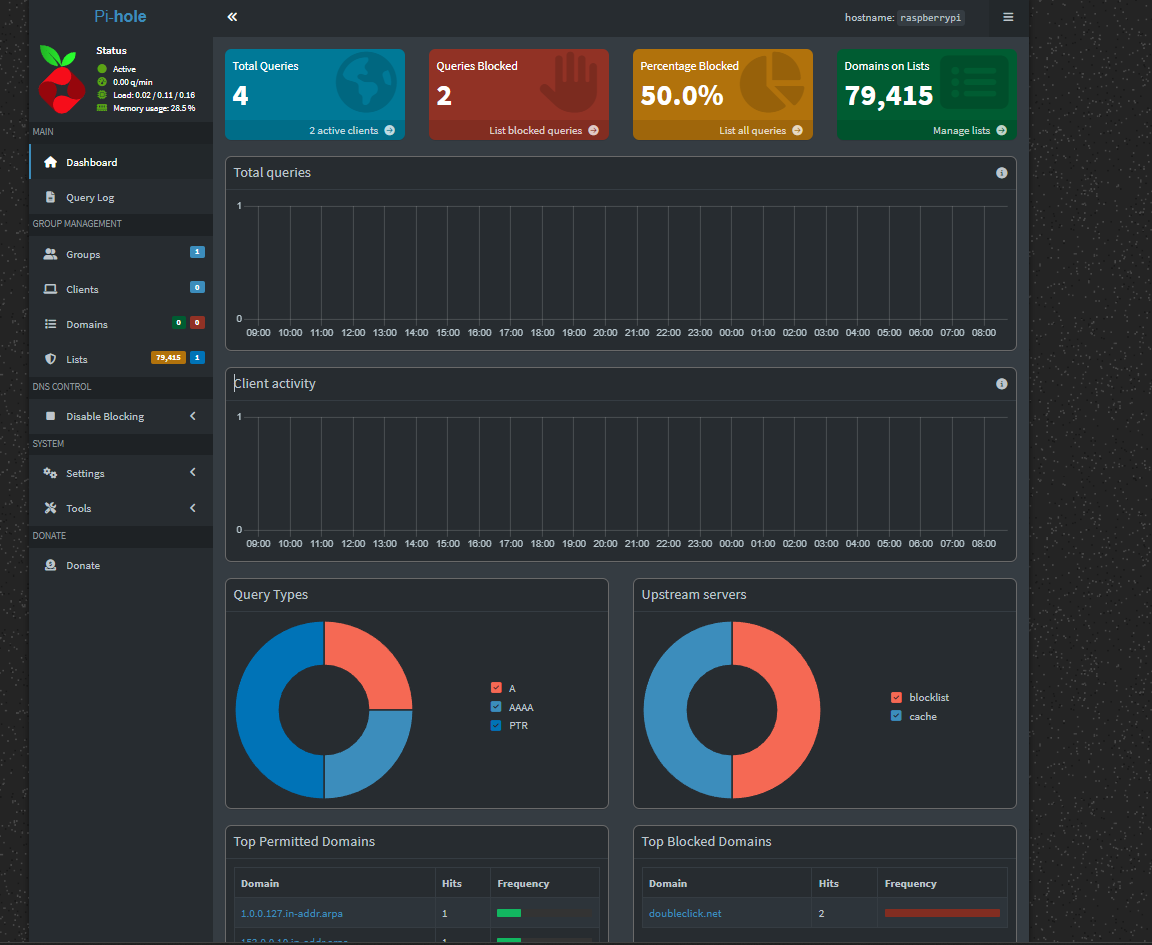 Pi-hole
hostname: raspberrypi
Status
Active
0.00 q/min
Load: 0.02 / 0.11 / 0.16
Memory usage: 28.5 %
MAIN
Dashboard
Query Log
GROUP MANAGEMENT
Groups 1
Clients 0
Domains 0 0
Lists 79,415 1
DNS CONTROL
Disable Blocking
SYSTEM
Settings
Tools
DONATE
Donate
Total Queries
4
2 active clients
Queries Blocked
2
List blocked queries
Percentage Blocked
50.0%
List all queries
Domains on Lists
79,415
Manage lists
Total queries
1
0
09:00 10:00 11:00 12:00 13:00 14:00 15:00 16:00 17:00 18:00 19:00 20:00 21:00 22:00 23:00 00:00 01:00 02:00 03:00 04:00 05:00 06:00 07:00 08:00
Client activity
1
0
09:00 10:00 11:00 12:00 13:00 14:00 15:00 16:00 17:00 18:00 19:00 20:00 21:00 22:00 23:00 00:00 01:00 02:00 03:00 04:00 05:00 06:00 07:00 08:00
Query Types
A
AAAA
PTR
Upstream servers
blocklist
cache
Top Permitted Domains
Domain Hits Frequency
1.0.0.127.in-addr.arpa 1
Top Blocked Domains
Domain Hits Frequency
doubleclick.net 2